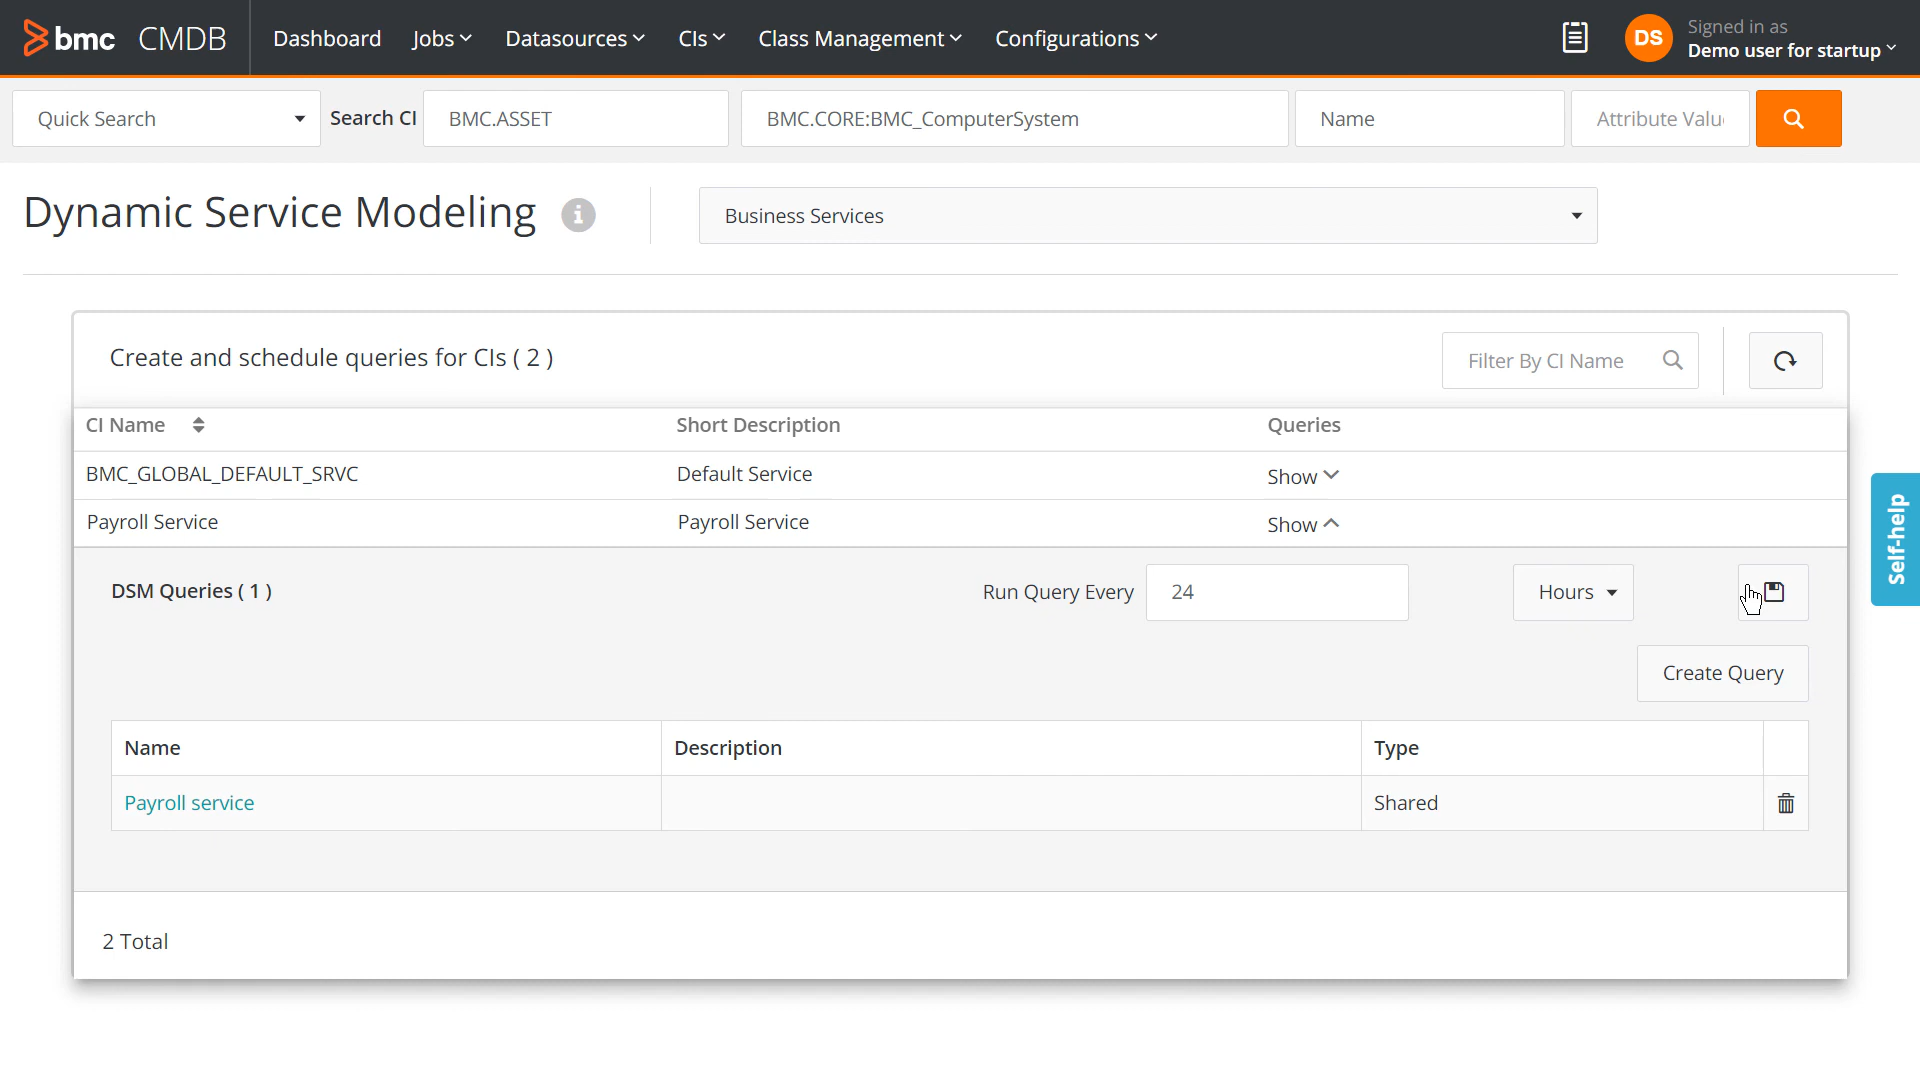 bmc CMDB Dashboard Jobs Datasources CIs Class Management Configurations DS Signed in as
Demo user for startup
Quick Search Search CI BMC.ASSET BMC.CORE:BMC_ComputerSystem Name Attribute Valu
Dynamic Service Modeling Business Services
Create and schedule queries for CIs ( 2 ) Filter By CI Name
CI Name Short Description Queries
BMC_GLOBAL_DEFAULT_SRVC Default Service Show
Payroll Service Payroll Service Show
Self-help
DSM Queries ( 1 ) Run Query Every 24 Hours
Create Query
Name Description Type
Payroll service Shared
2 Total